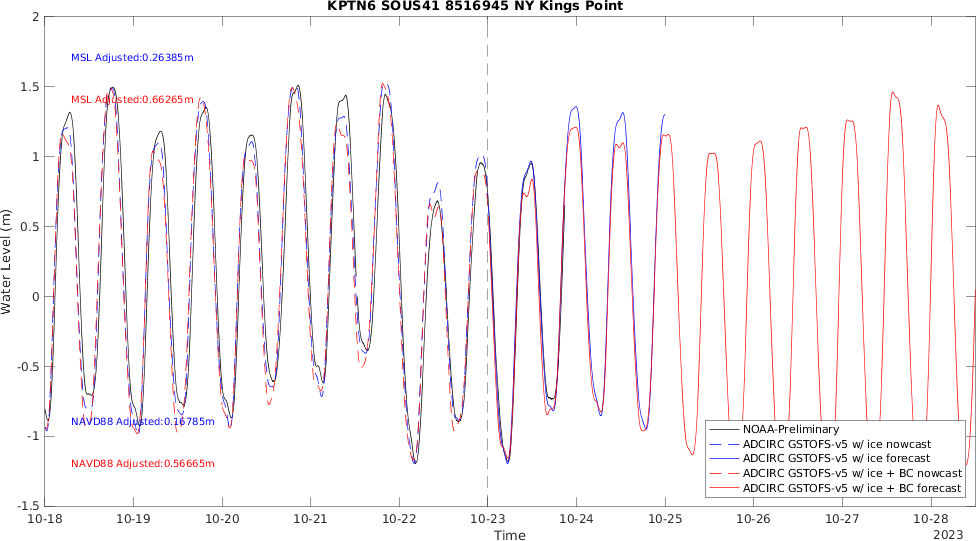 KPTN6 SOUS41 8516945 NY Kings Point
2
1.5
1
0.5
0
-0.5
-1
-1.5
Water Level (m)
MSL Adjusted:0.26385m
MSL Adjusted:0.66265m
NAVD88 Adjusted:0.16785m
NAVD88 Adjusted:0.56665m
NOAA-Preliminary
ADCIRC GSTOFS-v5 w/ ice nowcast
ADCIRC GSTOFS-v5 w/ ice forecast
ADCIRC GSTOFS-v5 w/ ice + BC nowcast
ADCIRC GSTOFS-v5 w/ ice + BC forecast
10-18 10-19 10-20 10-21 10-22 10-23 10-24 10-25 10-26 10-27 10-28
Time
2023